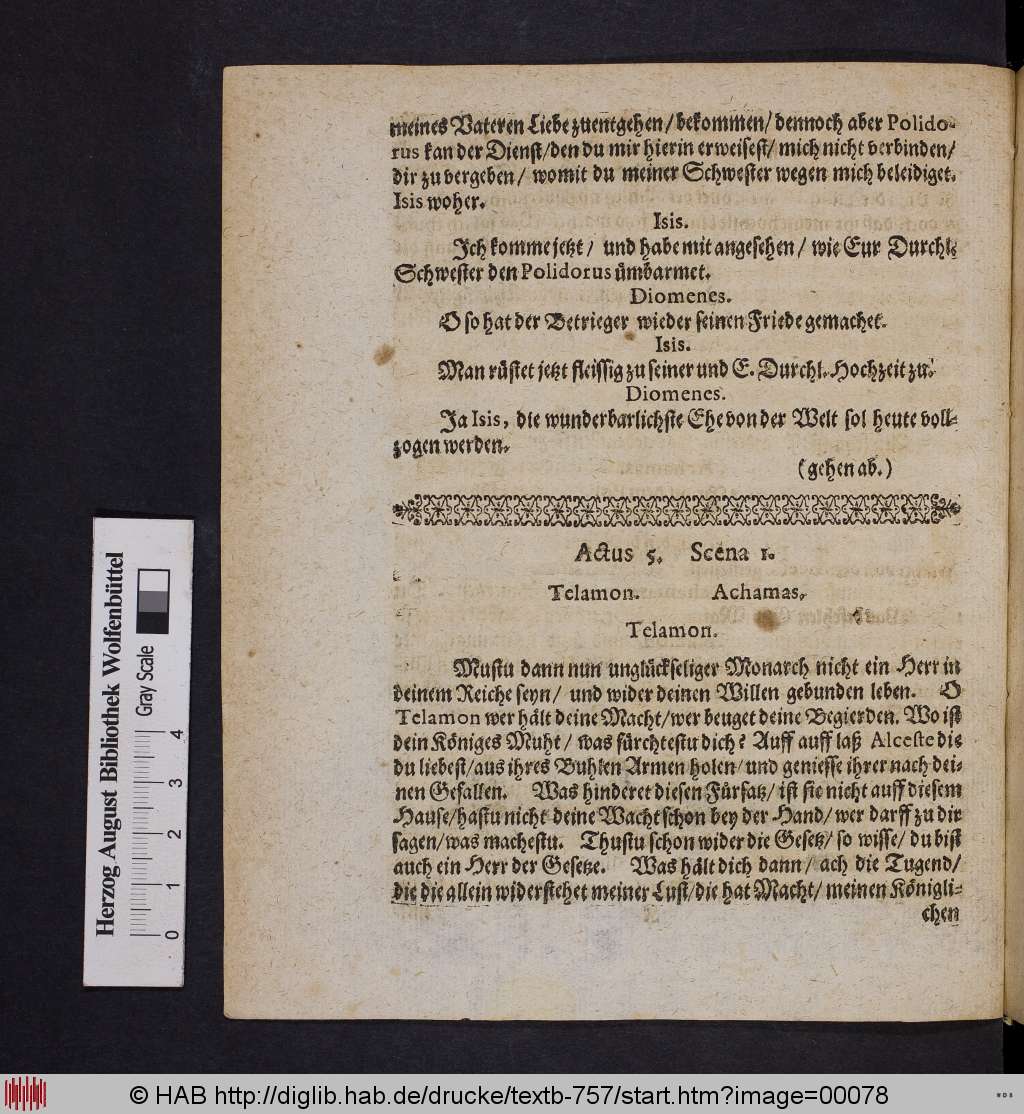 meines Vateren Liebe zuentgehen/ bekommen/ dennoch aber Polido-
rus kan der Dienst/ den du mir hierin erweisest/ mich nicht verbinden/
dir zu vergeben/ womit du meiner Schwester wegen mich beleidiget.
Isis woher.
Isis.
Ich komme jetzt/ und habe mit angesehen/ wie Eur Durchl.
Schwester den Polidorus ümbarmet.
Diomenes.
O so hat der Betrieger wieder seinen Friede gemachet.
Isis.
Man rüstet jetzt fleissig zu seiner und E. Durchl. Hochzeit zu.
Diomenes.
Ja Isis, die wunderbarlichste Ehe von der Welt sol heute voll-
zogen werden.
(gehen ab.)
Actus 5. Scena 1.
Telamon. Achamas.
Telamon.
Mustu dann nun unglückseliger Monarch nicht ein Herr in
deinem Reiche seyn/ und wider deinen Willen gebunden leben. O
Telamon wer hält deine Macht/ wer beuget deine Begierden. Wo ist
dein Königes Muht/ was fürchtestu dich? Auff auff laß Alceste die
du liebest/ aus ihres Buhlen Armen holen/ und geniesse ihrer nach dei-
nen Gefallen. Was hinderet diesen Fürsatz/ ist sie nicht auff diesem
Hause/ hastu nicht deine Wacht schon bey der Hand/ wer darff zu dir
sagen/ was machestu. Thustu schon wider die Gesetz/ so wisse/ du bist
auch ein Herr der Gesetze. Was hält dich dann/ ach die Tugend/
die die allein widerstehet meiner Lust/ die hat Macht/ meinen Königli-
chen
Herzog August Bibliothek Wolfenbüttel
Gray Scale
0 1 2 3 4
© HAB http://diglib.hab.de/drucke/textb-757/start.htm?image=00078